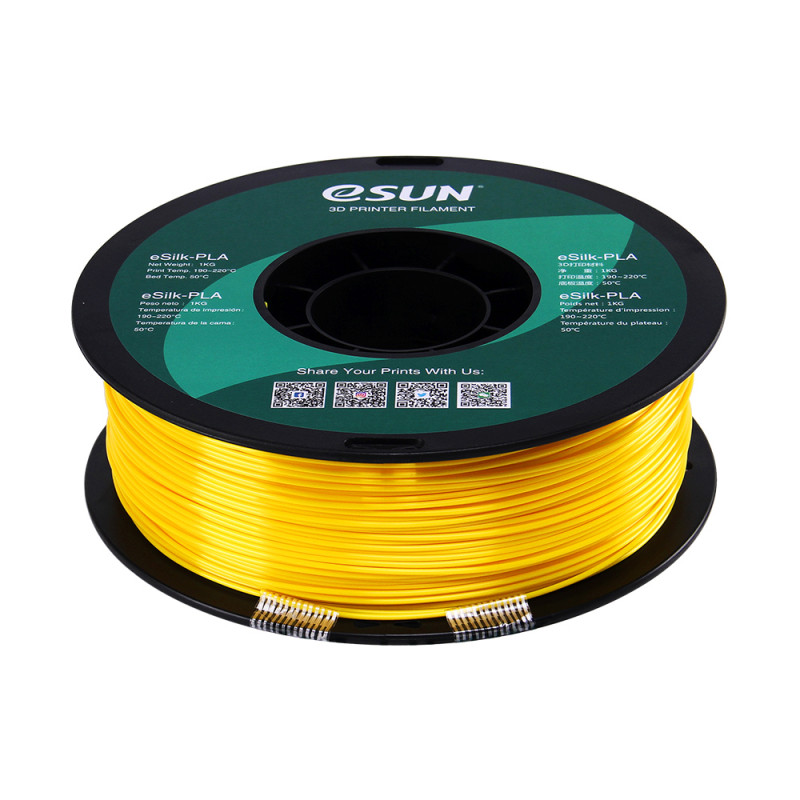 eSUN®
3D PRINTER FILAMENT
eSilk-PLA
Net Weight: 1KG
Print Temp. 190-220°C
Bed Temp. 50°C
eSilk-PLA
Peso neto : 1KG
Temperatura de impresión:
190-220°C
Temperatura de la cama:
50°C
eSilk-PLA
3D打印材料
净 重:1KG
打印温度:190~220℃
底板温度:50℃
eSilk-PLA
Poids net : 1KG
Température d'impression :
190-220°C
Température du plateau :
50°C
Share Your Prints With Us: